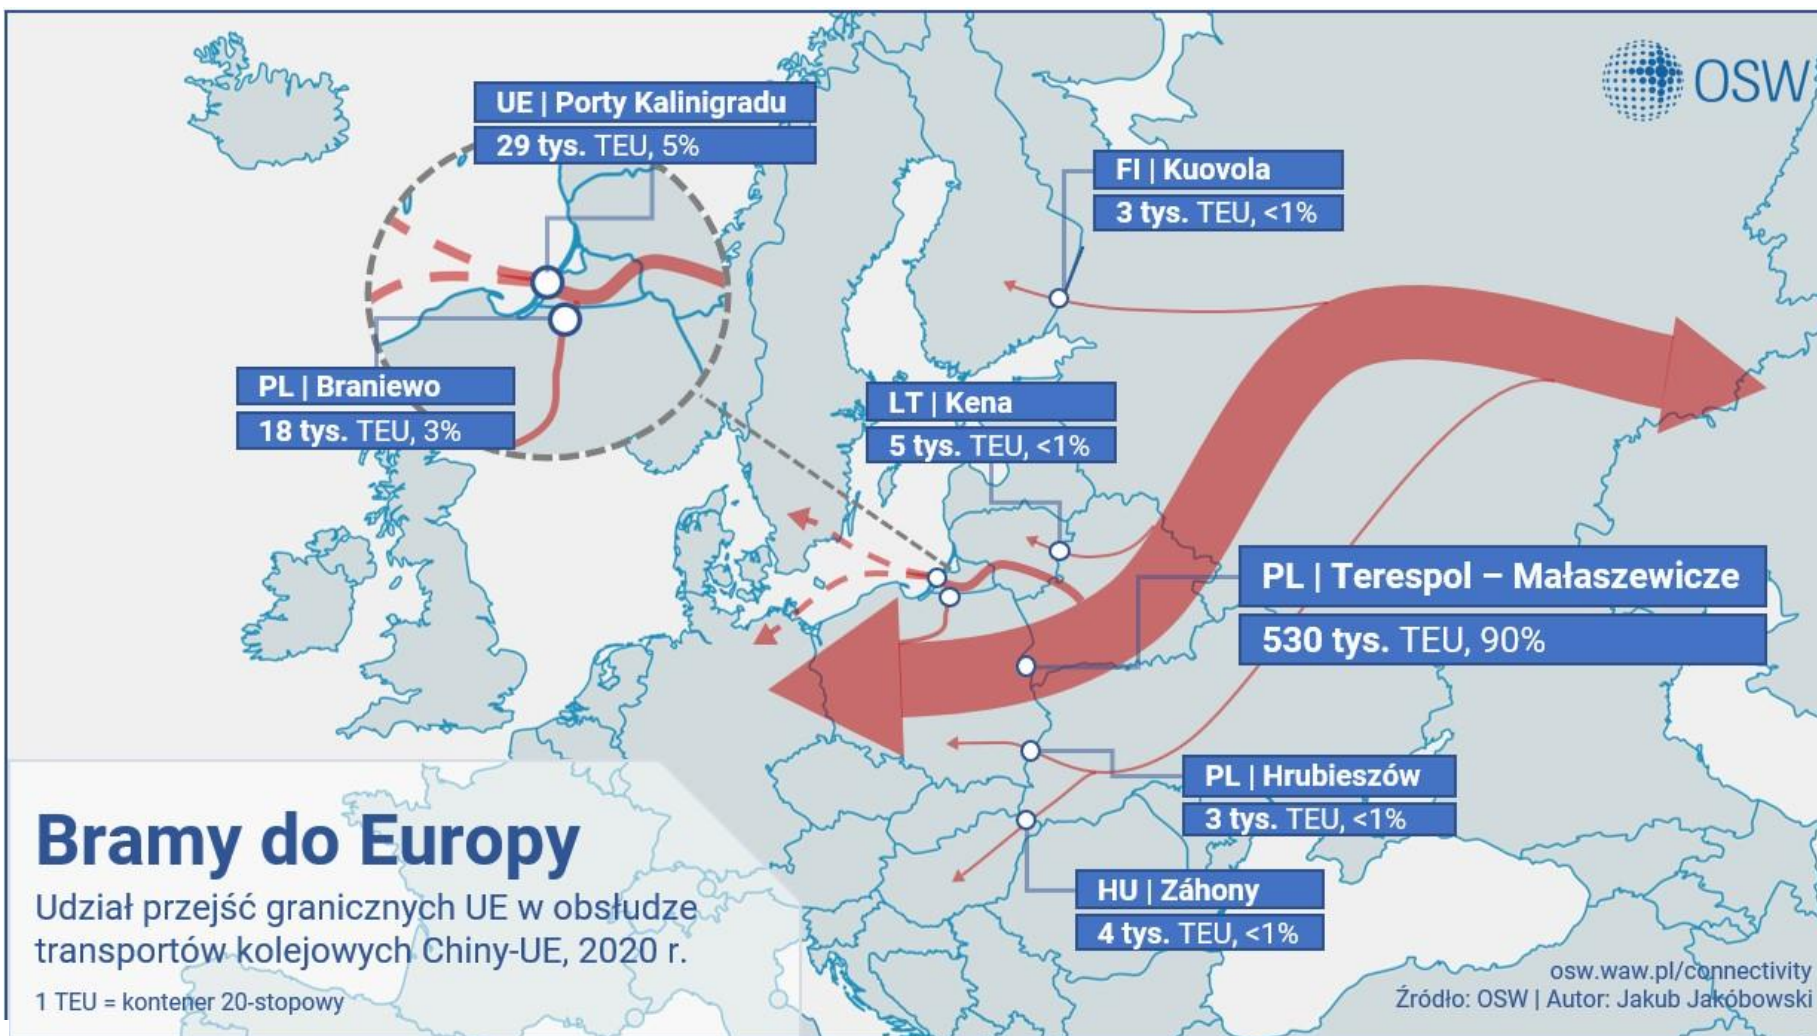 OSW
UE | Porty Kalinigradu
29 tys. TEU, 5%
FI | Kuovola
3 tys. TEU, <1%
PL | Braniewo
18 tys. TEU, 3%
LT | Kena
5 tys. TEU, <1%
PL | Terespol – Małaszewicze
530 tys. TEU, 90%
PL | Hrubieszów
3 tys. TEU, <1%
HU | Záhony
4 tys. TEU, <1%
Bramy do Europy
Udział przejść granicznych UE w obsłudze
transportów kolejowych Chiny-UE, 2020 r.
1 TEU = kontener 20-stopowy
osw.waw.pl/connectivity
Źródło: OSW | Autor: Jakub Jakóbowski